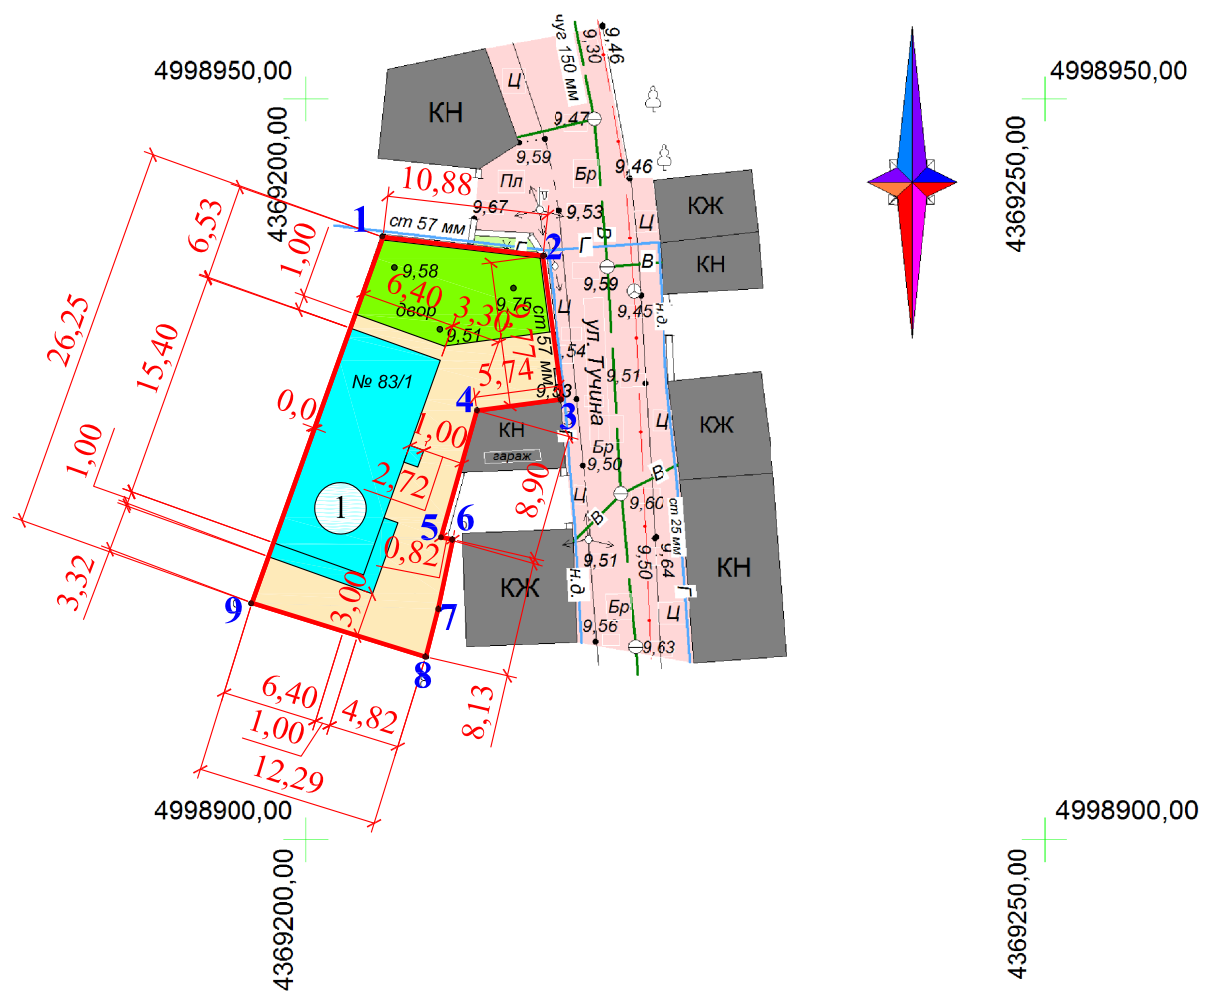 4998950,00
4998950,00
4369200,00
4369250,00
чуг 150 мм
9,30
9,46
Ц
КН
9,47
9,59
Пл
Бр
9,46
КЖ
10,88
9,67
9,53
Ц
1
ст 57 мм
Г
2
Г
В
В
КН
6,53
1,00
9,58
9,59
6,40
двор
9,75
3,30
9,51
ст 57 мм
Ц
9,45
н.д.
26,25
15,40
№ 83/1
5,74
9,53
ул. Тучина
9,51
0,0
4
3
КН
гараж
1,00
Ц
КЖ
1,00
2,72
8,90
Бр
9,50
В
Ц
9,60
ст 25 мм
1
5
6
В
0,82
9,51
9,50
9,64
КН
3,32
3,00
КЖ
н.д.
Г
9
7
Бр
Ц
9,56
9,63
8
6,40
4,82
8,13
1,00
12,29
4998900,00
4998900,00
4369200,00
4369250,00